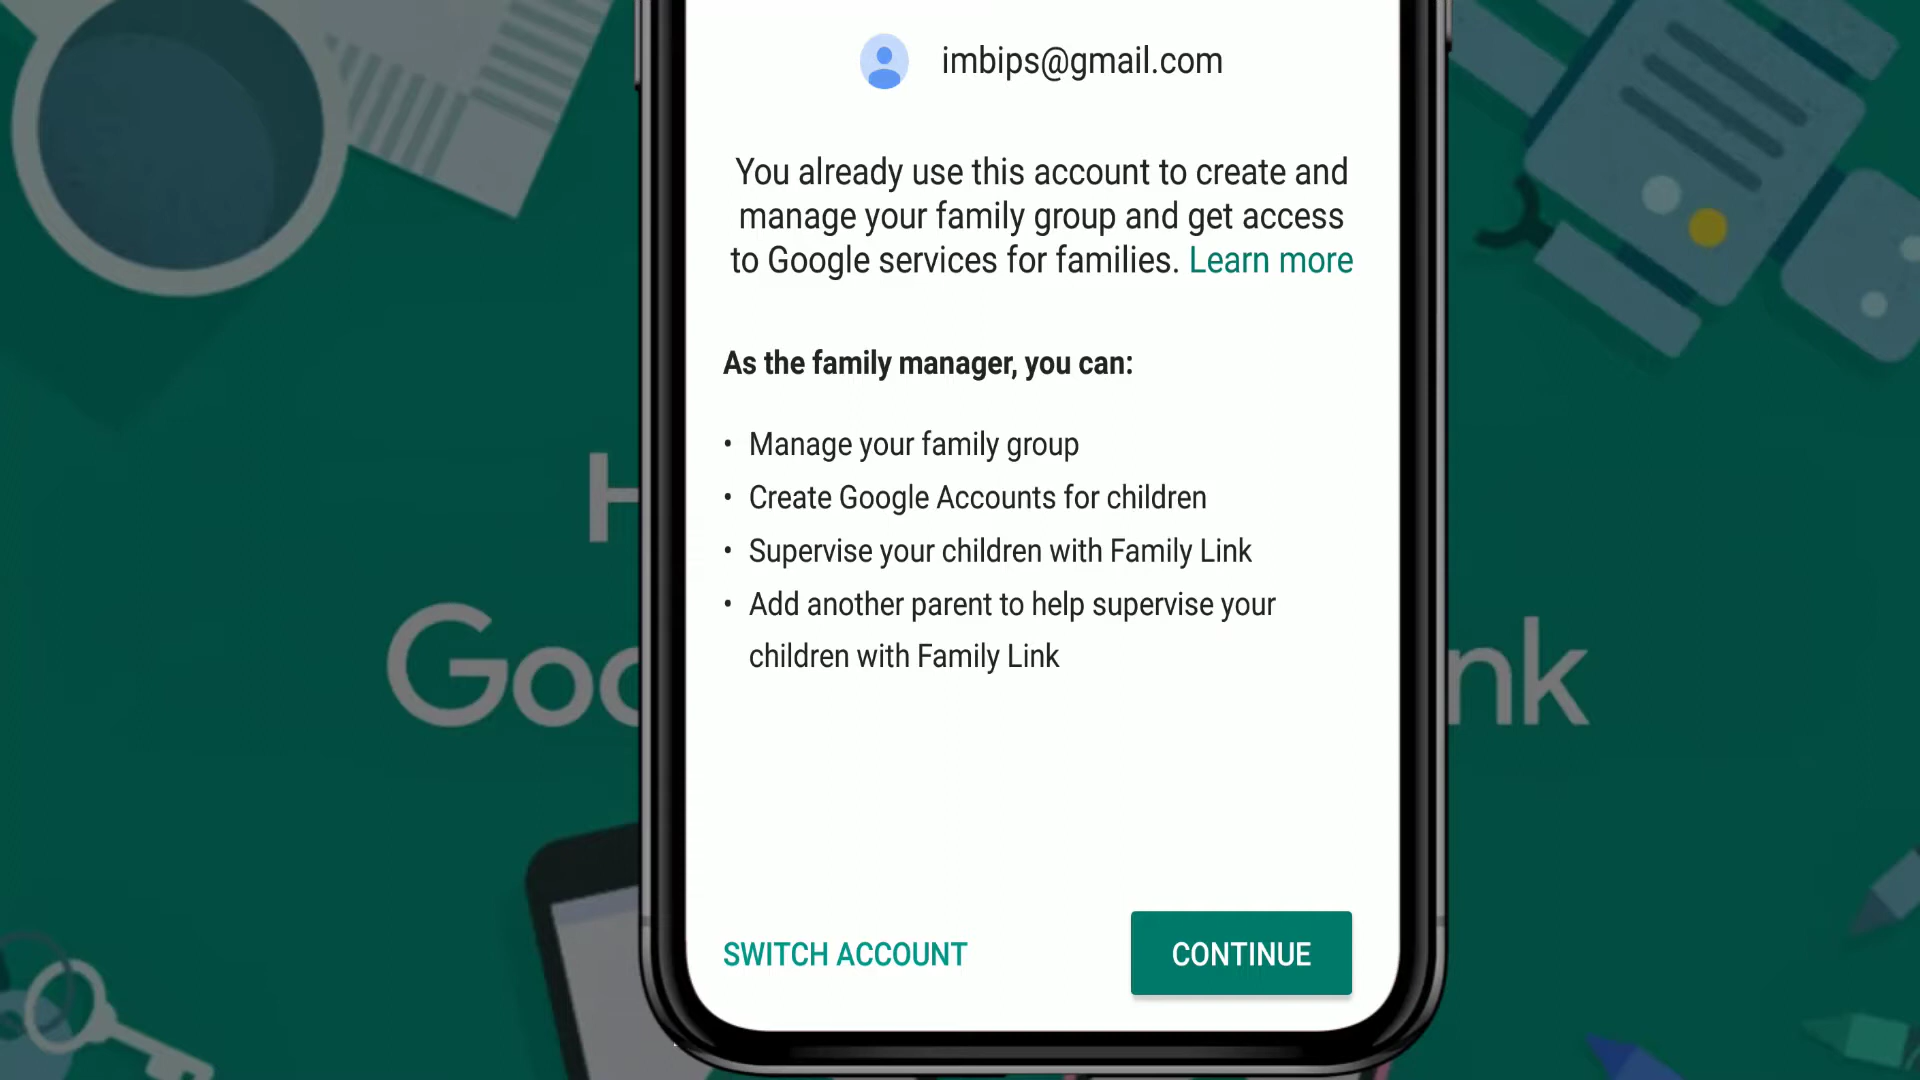 imbips@gmail.com
You already use this account to create and
manage your family group and get access
to Google services for families. Learn more
As the family manager, you can:
• Manage your family group
• Create Google Accounts for children
• Supervise your children with Family Link
• Add another parent to help supervise your
children with Family Link
SWITCH ACCOUNT
CONTINUE